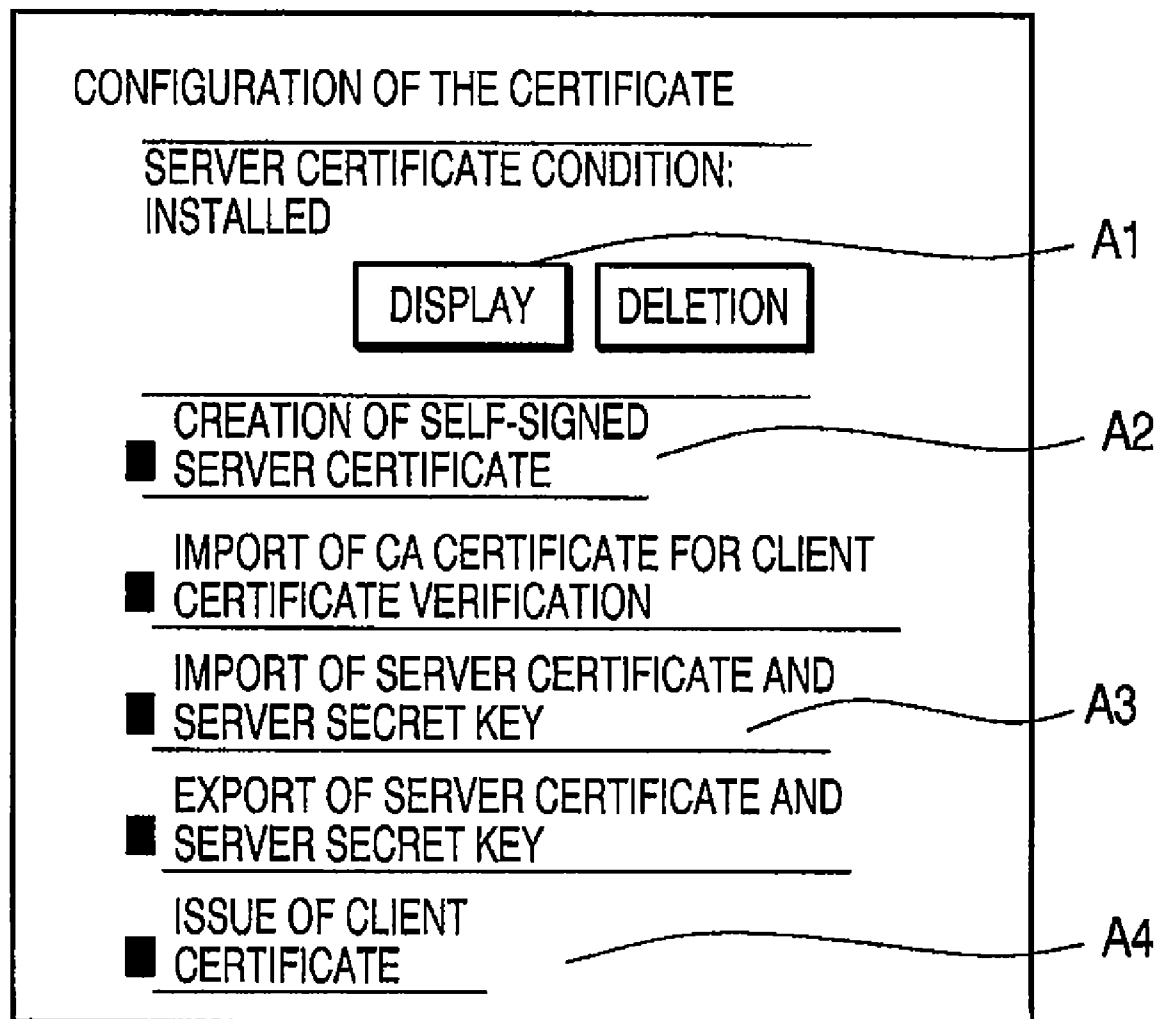 CONFIGURATION OF THE CERTIFICATE
SERVER CERTIFICATE CONDITION:
INSTALLED
A1
DISPLAY DELETION
CREATION OF SELF-SIGNED
SERVER CERTIFICATE
A2
IMPORT OF CA CERTIFICATE FOR CLIENT
CERTIFICATE VERIFICATION
IMPORT OF SERVER CERTIFICATE AND
SERVER SECRET KEY
A3
EXPORT OF SERVER CERTIFICATE AND
SERVER SECRET KEY
ISSUE OF CLIENT
CERTIFICATE
A4